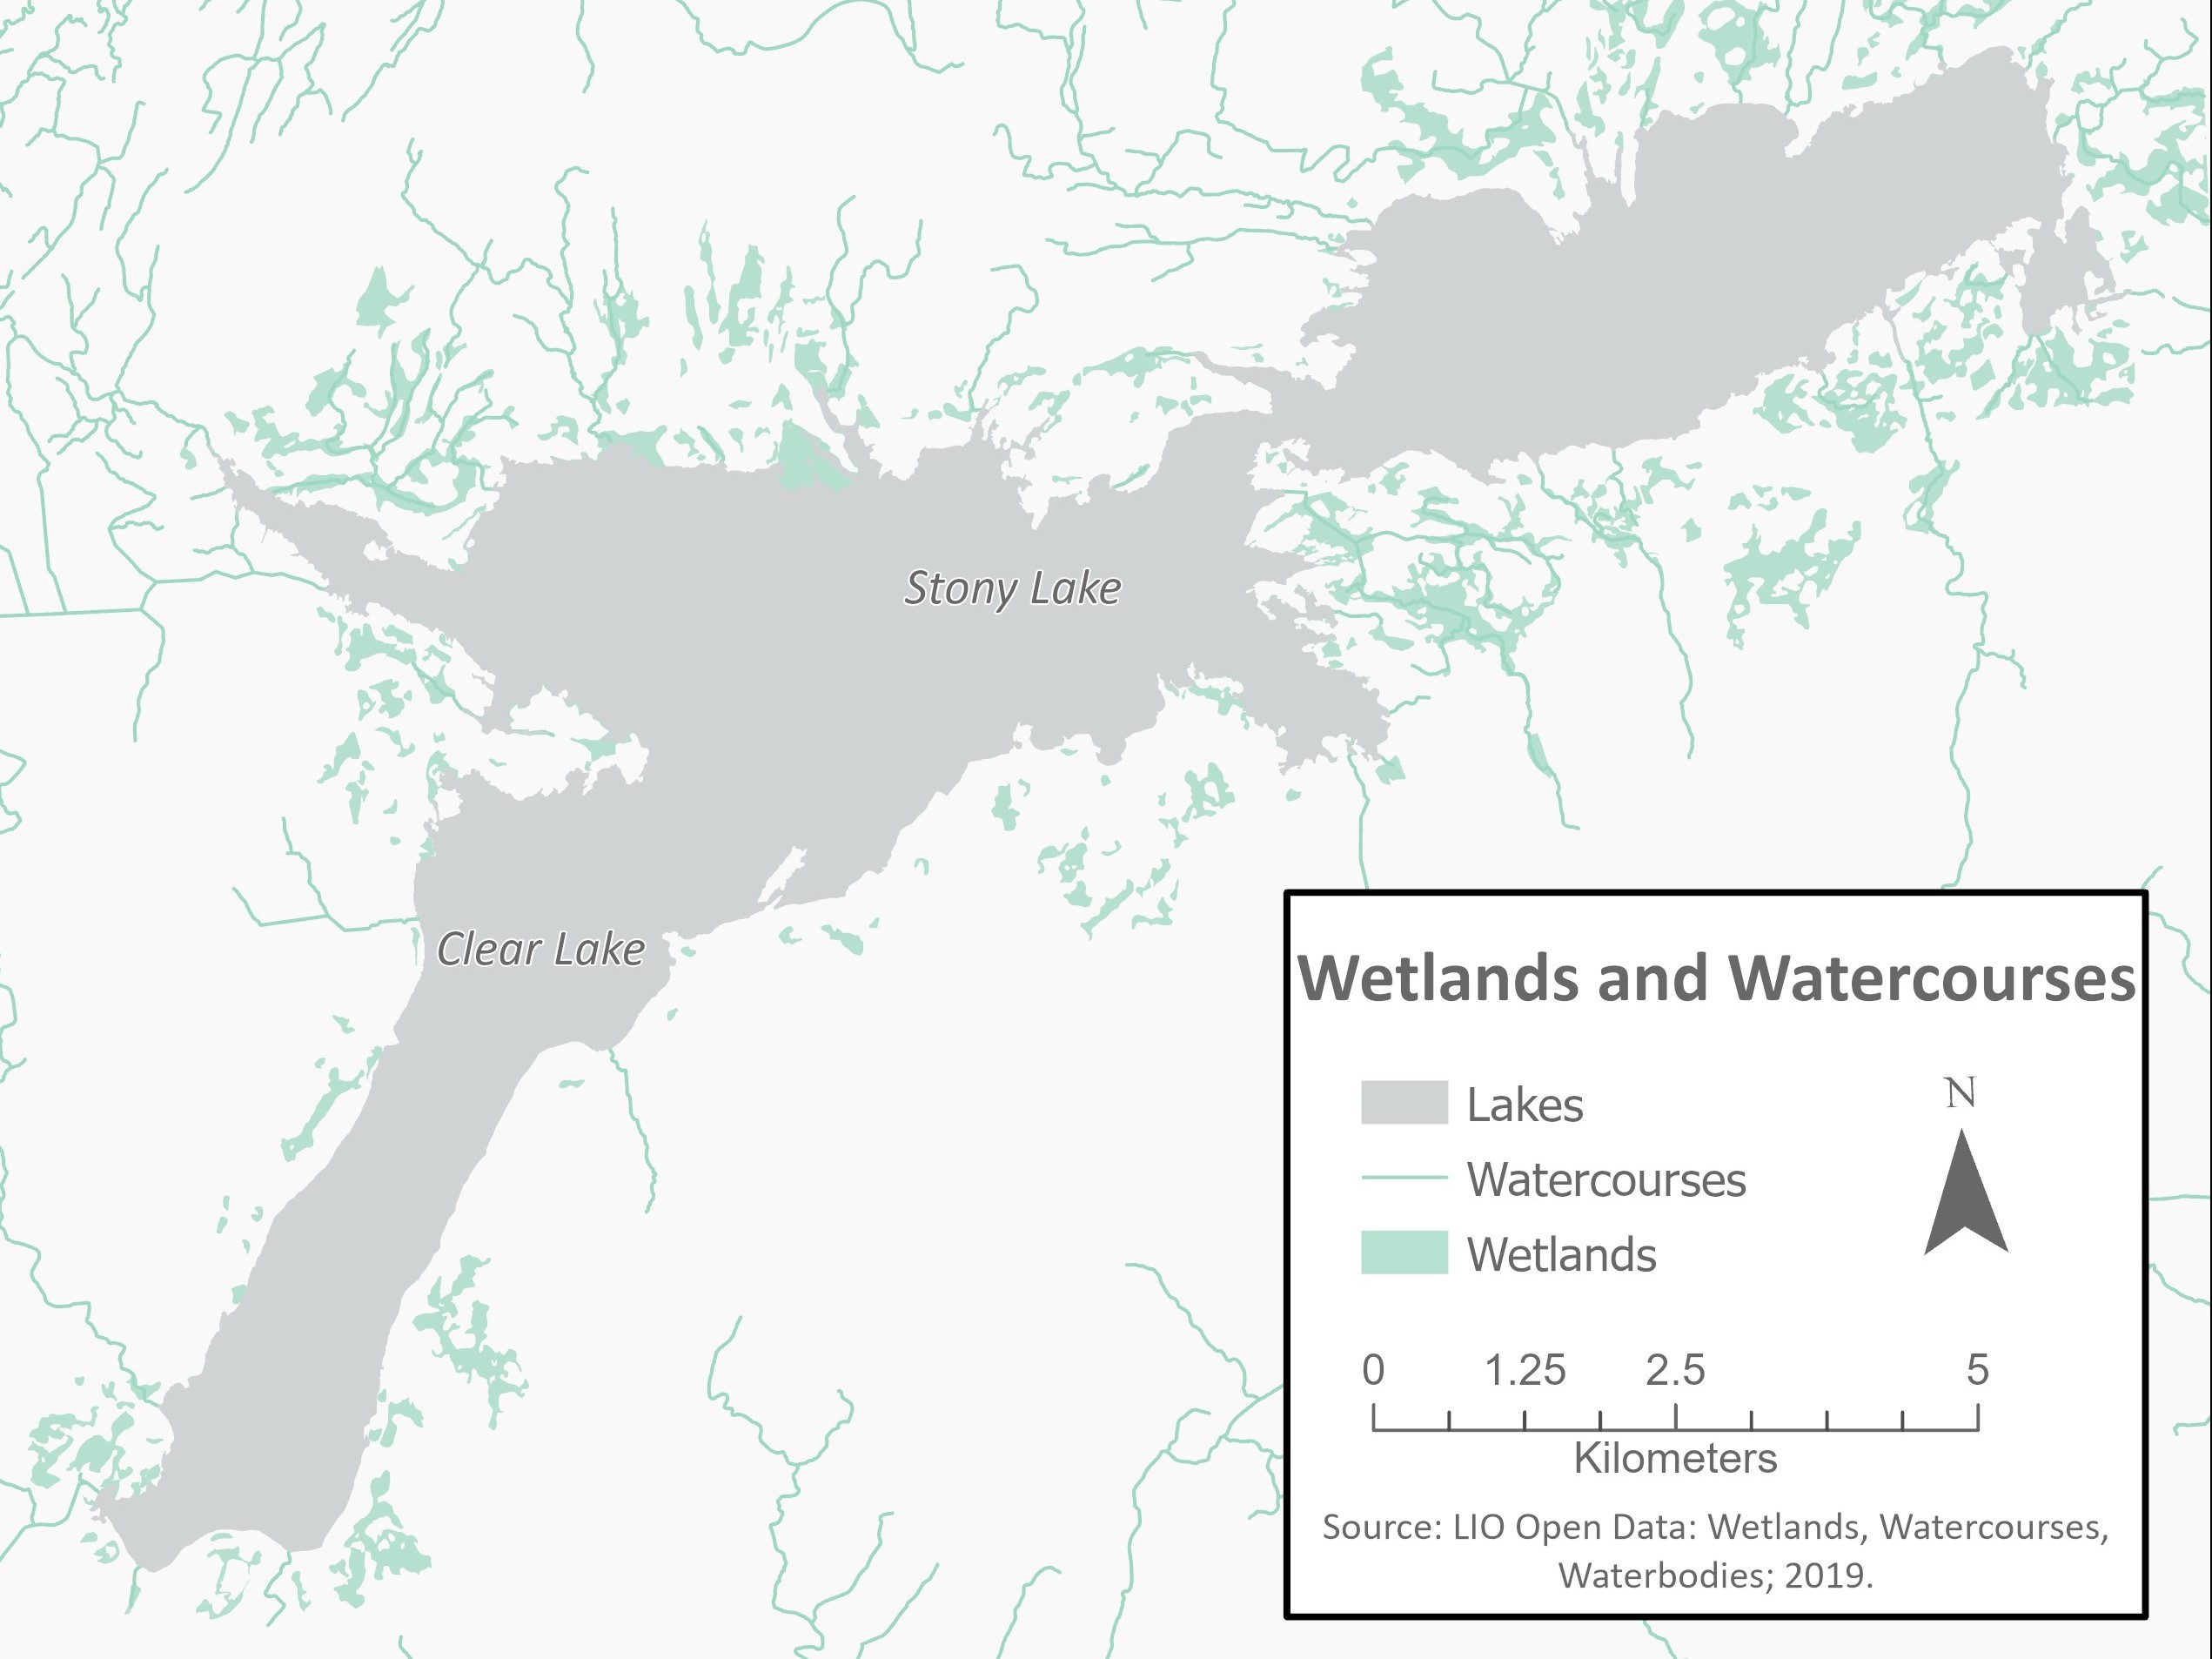 Stony Lake
Clear Lake
Wetlands and Watercourses
Lakes
N
Watercourses
Wetlands
0 1.25 2.5 5
Kilometers
Source: LIO Open Data: Wetlands, Watercourses,
Waterbodies; 2019.